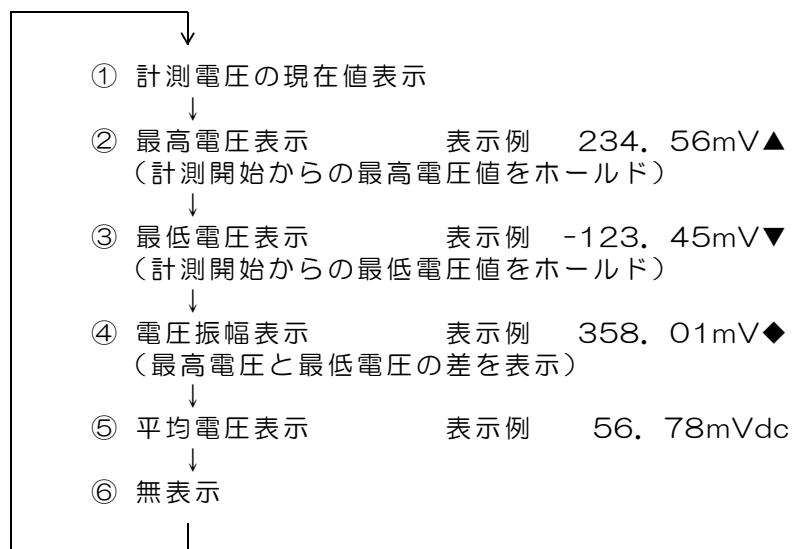 ① 計測電圧の現在値表示
↓
② 最高電圧表示 表示例 234. 56mV▲
（計測開始からの最高電圧値をホールド）
↓
③ 最低電圧表示 表示例 -123. 45mV▼
（計測開始からの最低電圧値をホールド）
↓
④ 電圧振幅表示 表示例 358. 01mV◆
（最高電圧と最低電圧の差を表示）
↓
⑤ 平均電圧表示 表示例 56. 78mVdc
↓
⑥ 無表示